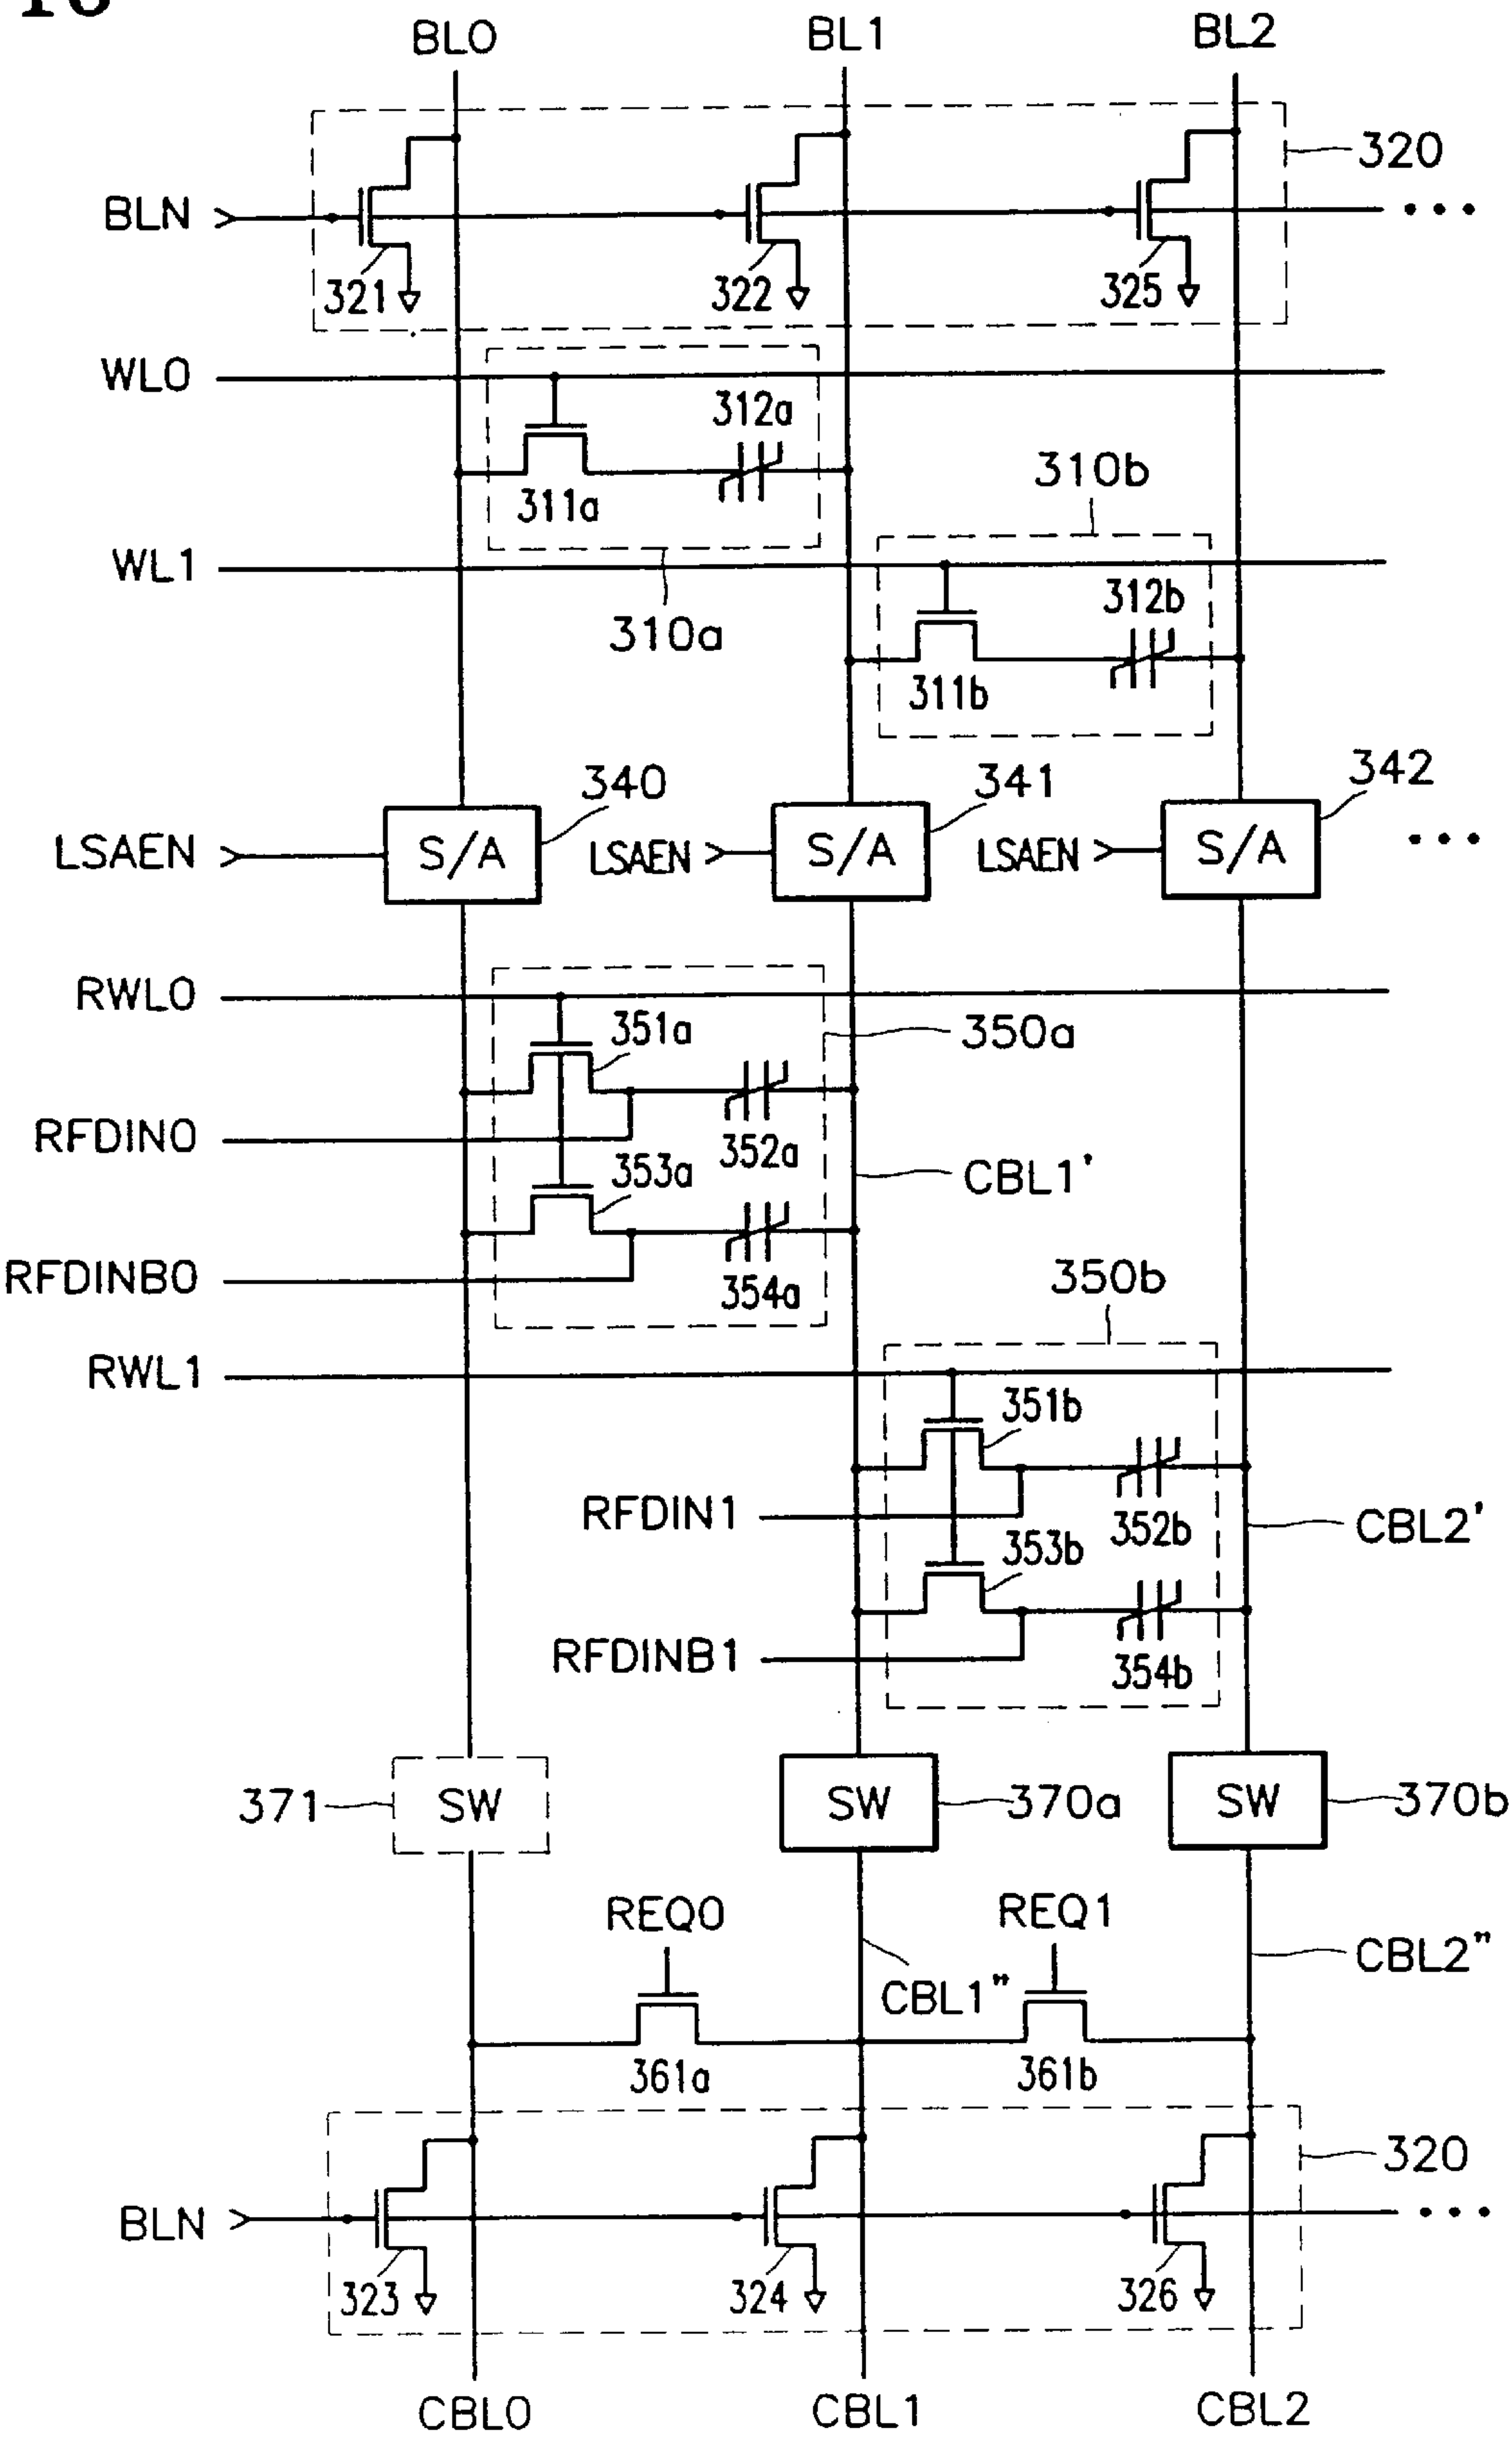 BL0 BL1 BL2
320
BLN
321 322 325
WL0
312a
311a
310b
WL1
312b
310a
311b
340 341 342
LSAEN S/A LSAEN S/A LSAEN S/A
RWL0
351a 350a
RFDIN0
352a
353a CBL1'
RFDINB0
354a
350b
RWL1
351b
RFDIN1
352b CBL2'
353b
RFDINB1
354b
371 SW SW 370a SW 370b
REQ0 REQ1
CBL1" CBL2"
361a 361b
320
BLN
323 324 326
CBL0 CBL1 CBL2